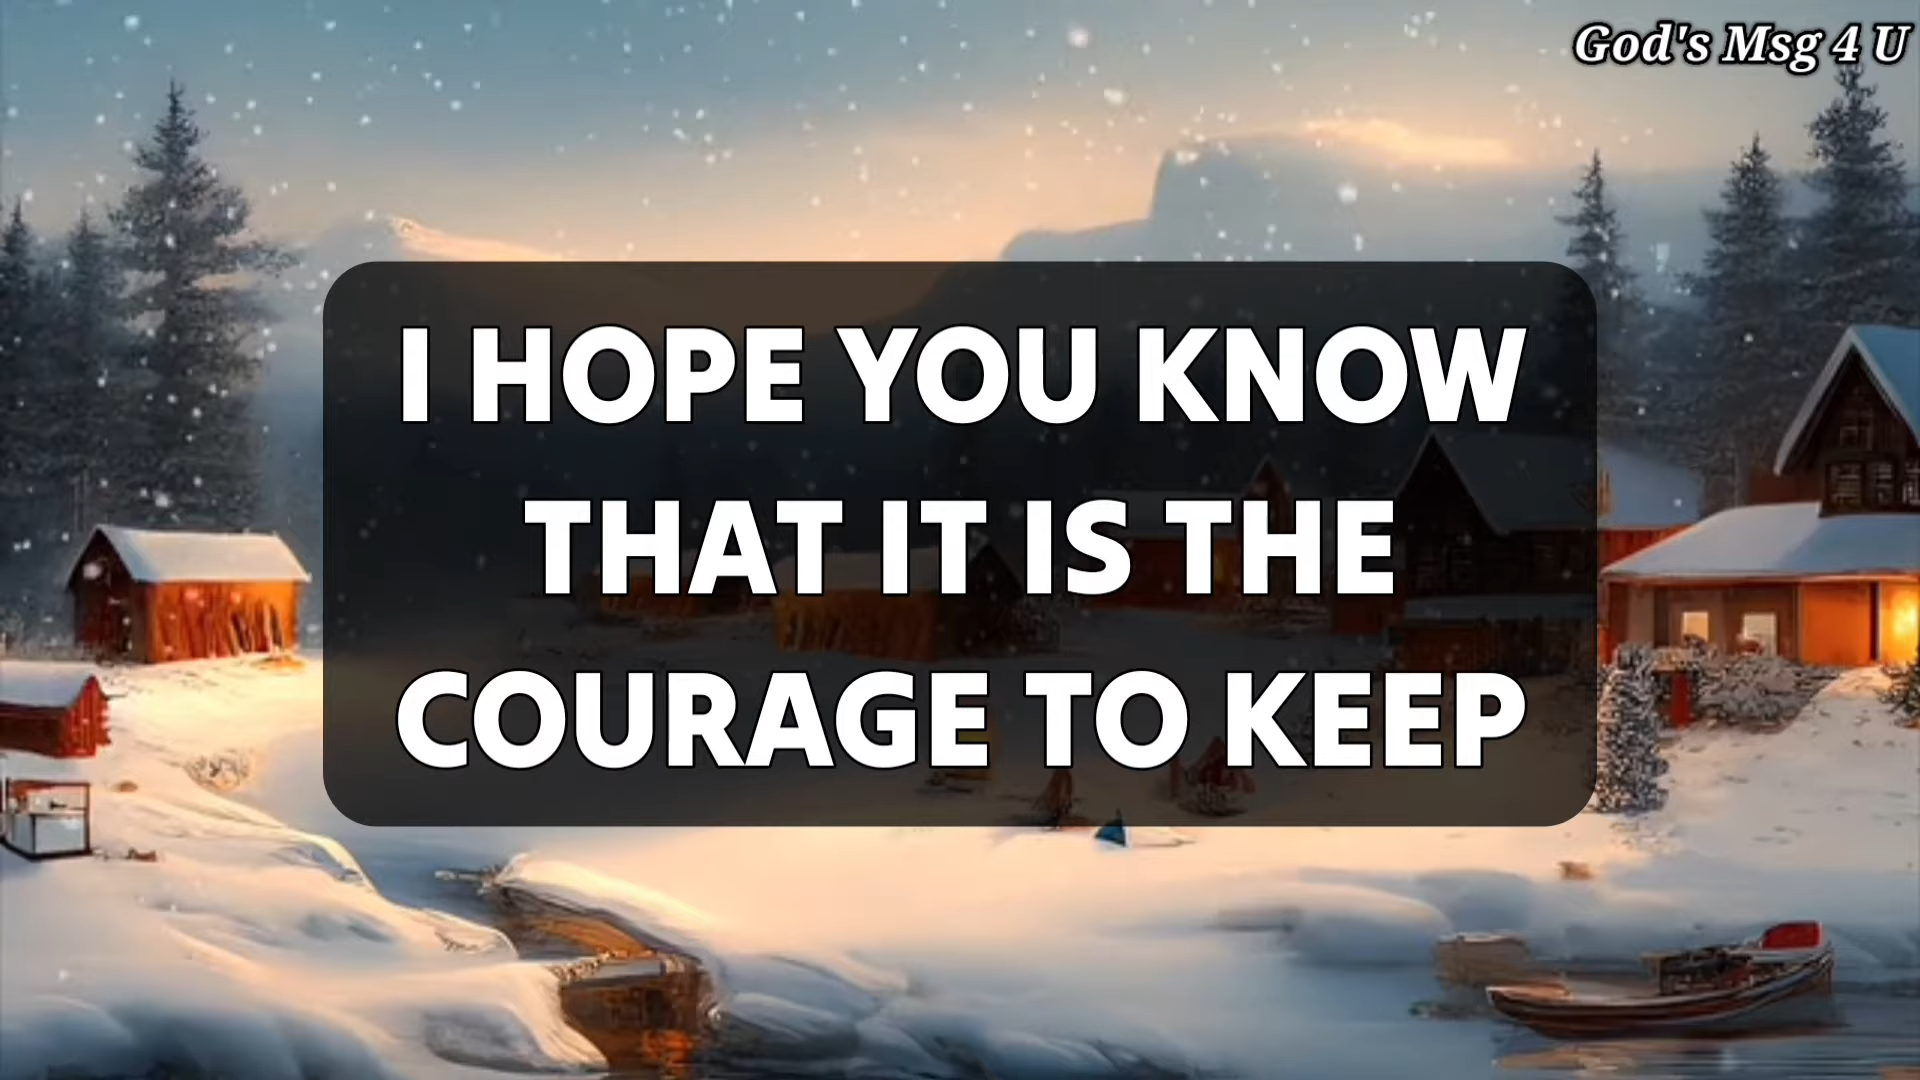 God's Msg 4 U
I HOPE YOU KNOW
THAT IT IS THE
COURAGE TO KEEP